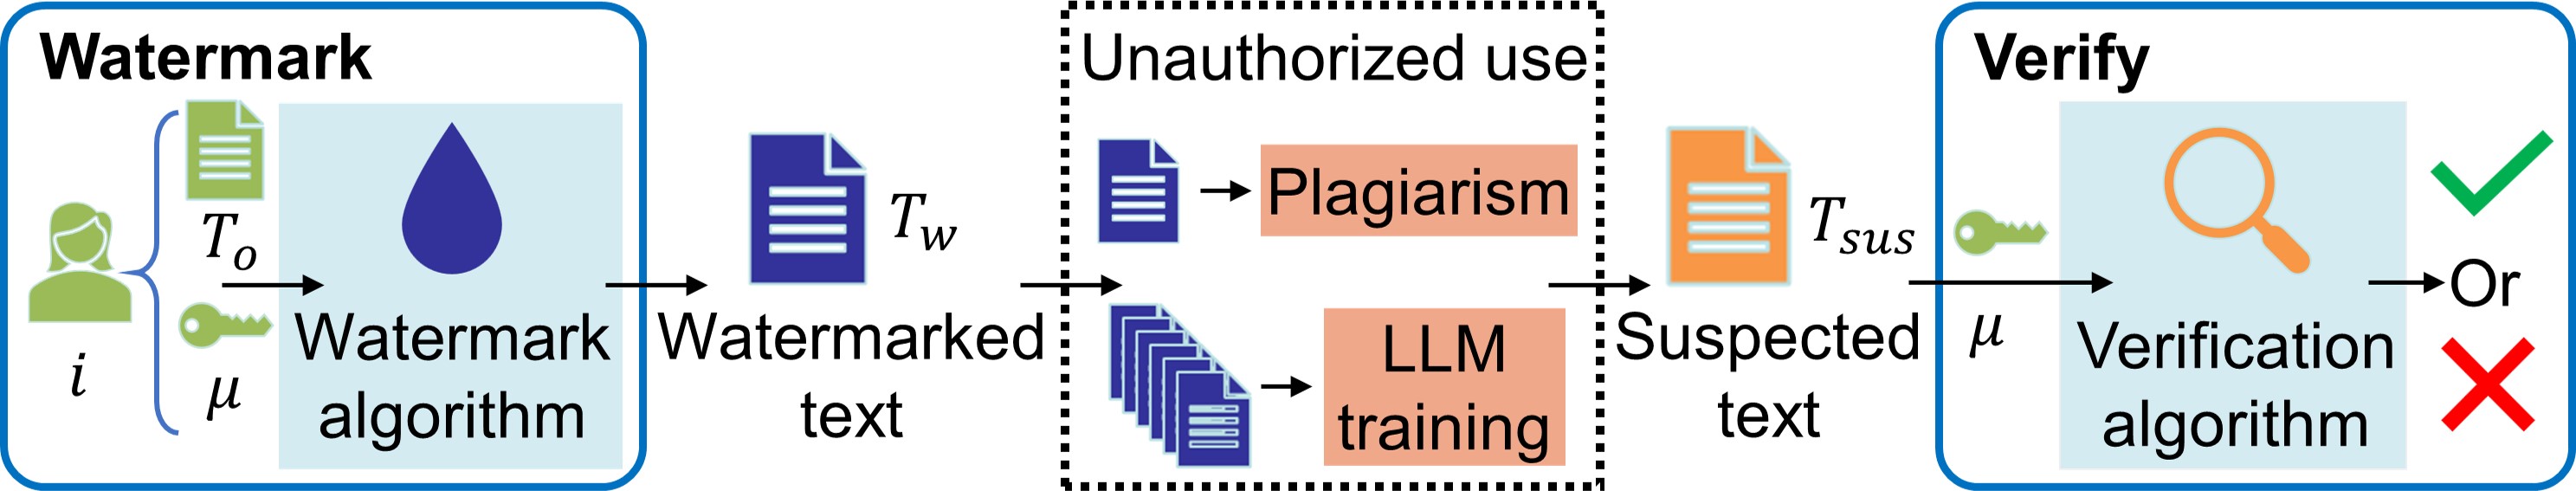 Watermark
T_o
i
μ
Watermark
algorithm
T_w
Watermarked
text
Unauthorized use
Plagiarism
LLM
training
T_sus
Suspected
text
Verify
μ
Verification
algorithm
Or